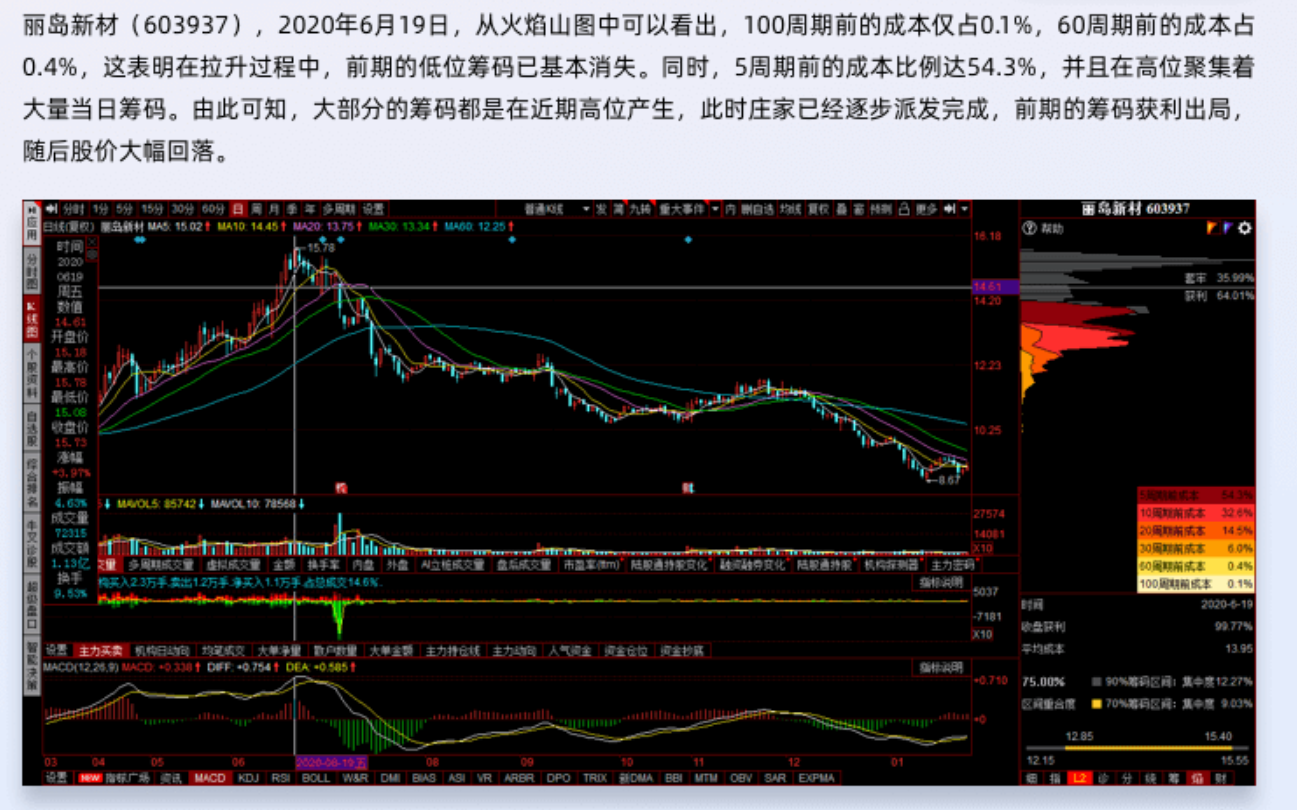 丽岛新材（603937），2020年6月19日，从火焰山图中可以看出，100周期前的成本仅占0.1%，60周期前的成本占
0.4%，这表明在拉升过程中，前期的低位筹码已基本消失。同时，5周期前的成本比例达54.3%，并且在高位聚集着
大量当日筹码。由此可知，大部分的筹码都是在近期高位产生，此时庄家已经逐步派发完成，前期的筹码获利出局，
随后股价大幅回落。
分时 1分 5分 15分 30分 60分 日 周 月 季 年 多周期 设置
普通K线 发 简 九转 重大事件 内 删自选 均线 复权 叠 富 预测 更多
丽岛新材 603937
日线(复权) 丽岛新材 MA5: 15.02↑ MA10: 14.45↑ MA20: 13.75↑ MA30: 13.34↑ MA60: 12.25↑
帮助
应用
分时图
K线图
个股资料
自选股
综合排名
牛叉诊股
超级盘口
智能决策
时间
2020
0619
周五
数值
14.61
开盘价
15.18
最高价
15.78
最低价
15.08
收盘价
15.73
涨幅
+3.97%
振幅
4.63%
成交量
72315
成交额
1.13亿
换手
9.53%
15.78
8.67
16.18
14.61
14.20
12.23
10.25
套牢 35.99%
获利 64.01%
MAVOL5: 85742↓ MAVOL10: 78568↓
27574
14081
X10
多周期成交量 虚拟成交量 金额 换手率 内盘 外盘 AI立桩成交量 盘后成交量 市盈率(ttm) 陆股通持股变化 融资融券变化 陆股通持股 机构探测器 主力密码
购买入2.3万手,卖出1.2万手,净买入1.1万手,占总成交14.6%.
指标说明
5037
-7181
X10
设置 主力买卖 机构日动向 均笔成交 大单净量 散户数量 大单金额 主力持仓线 主力动向 人气资金 资金仓位 资金抄底
MACD(12,26,9) MACD: +0.338↑ DIFF: +0.754↑ DEA: +0.585↑
指标说明
+0.710
+0
03 04 05 06 2020-06-19,五 08 09 10 11 12 01
设置 NEW 指标广场 资讯 MACD KDJ RSI BOLL W&R DMI BIAS ASI VR ARBR DPO TRIX 新DMA BBI MTM OBV SAR EXPMA
5周期前成本 54.3%
10周期前成本 32.6%
20周期前成本 14.5%
30周期前成本 6.0%
60周期前成本 0.4%
100周期前成本 0.1%
时间 2020-6-19
收盘获利 99.77%
平均成本 13.95
75.00% 90%筹码区间: 集中度12.27%
区间重合度 70%筹码区间: 集中度 9.03%
12.85 15.40
12.15 15.55
细 指 L2 诊 分 统 筹 焰 财